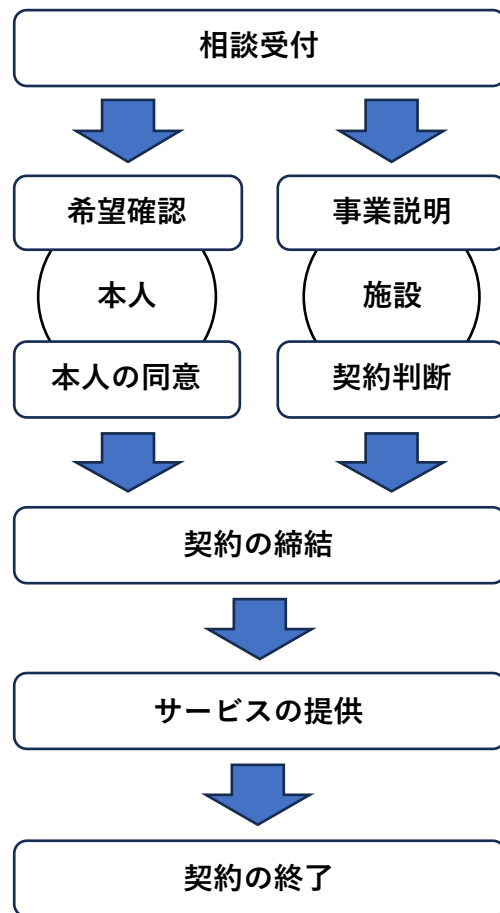 相談受付
希望確認
事業説明
本人
施設
本人の同意
契約判断
契約の締結
サービスの提供
契約の終了